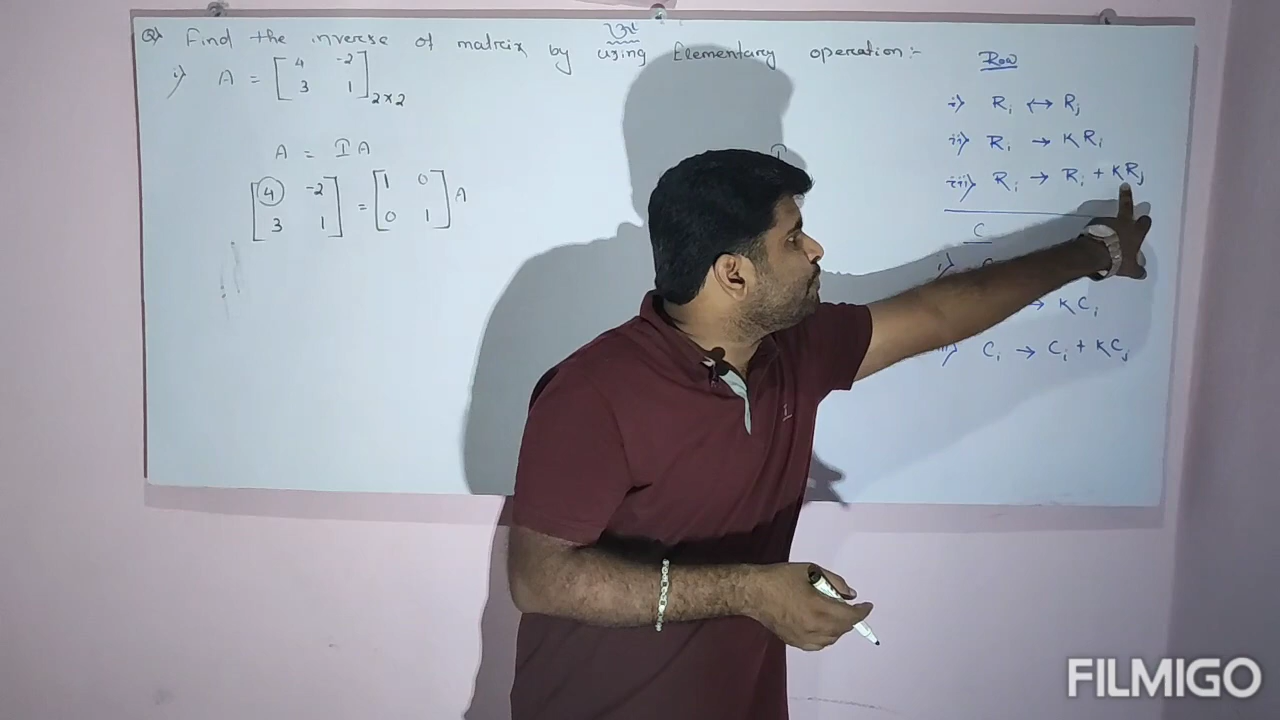 Q) Find the inverse of matrix by using Elementary operation :-
i) A = [ 4 -2
3 1 ] 2×2
A = IA
[ 4 -2
3 1 ] = [ 1 0
0 1 ] A
I
Row
i) Ri ↔ Rj
ii) Ri → KRi
iii) Ri → Ri + KRj
C
i) C
→ KCi
Ci → Ci + KCj
FILMIGO